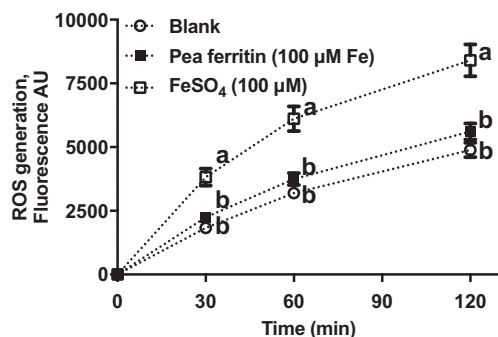 10000
7500
5000
2500
0
ROS generation,
Fluorescence AU
Blank
Pea ferritin (100 µM Fe)
FeSO₄ (100 µM)
a
a
a
b
b
b
b
b
b
0 30 60 90 120
Time (min)